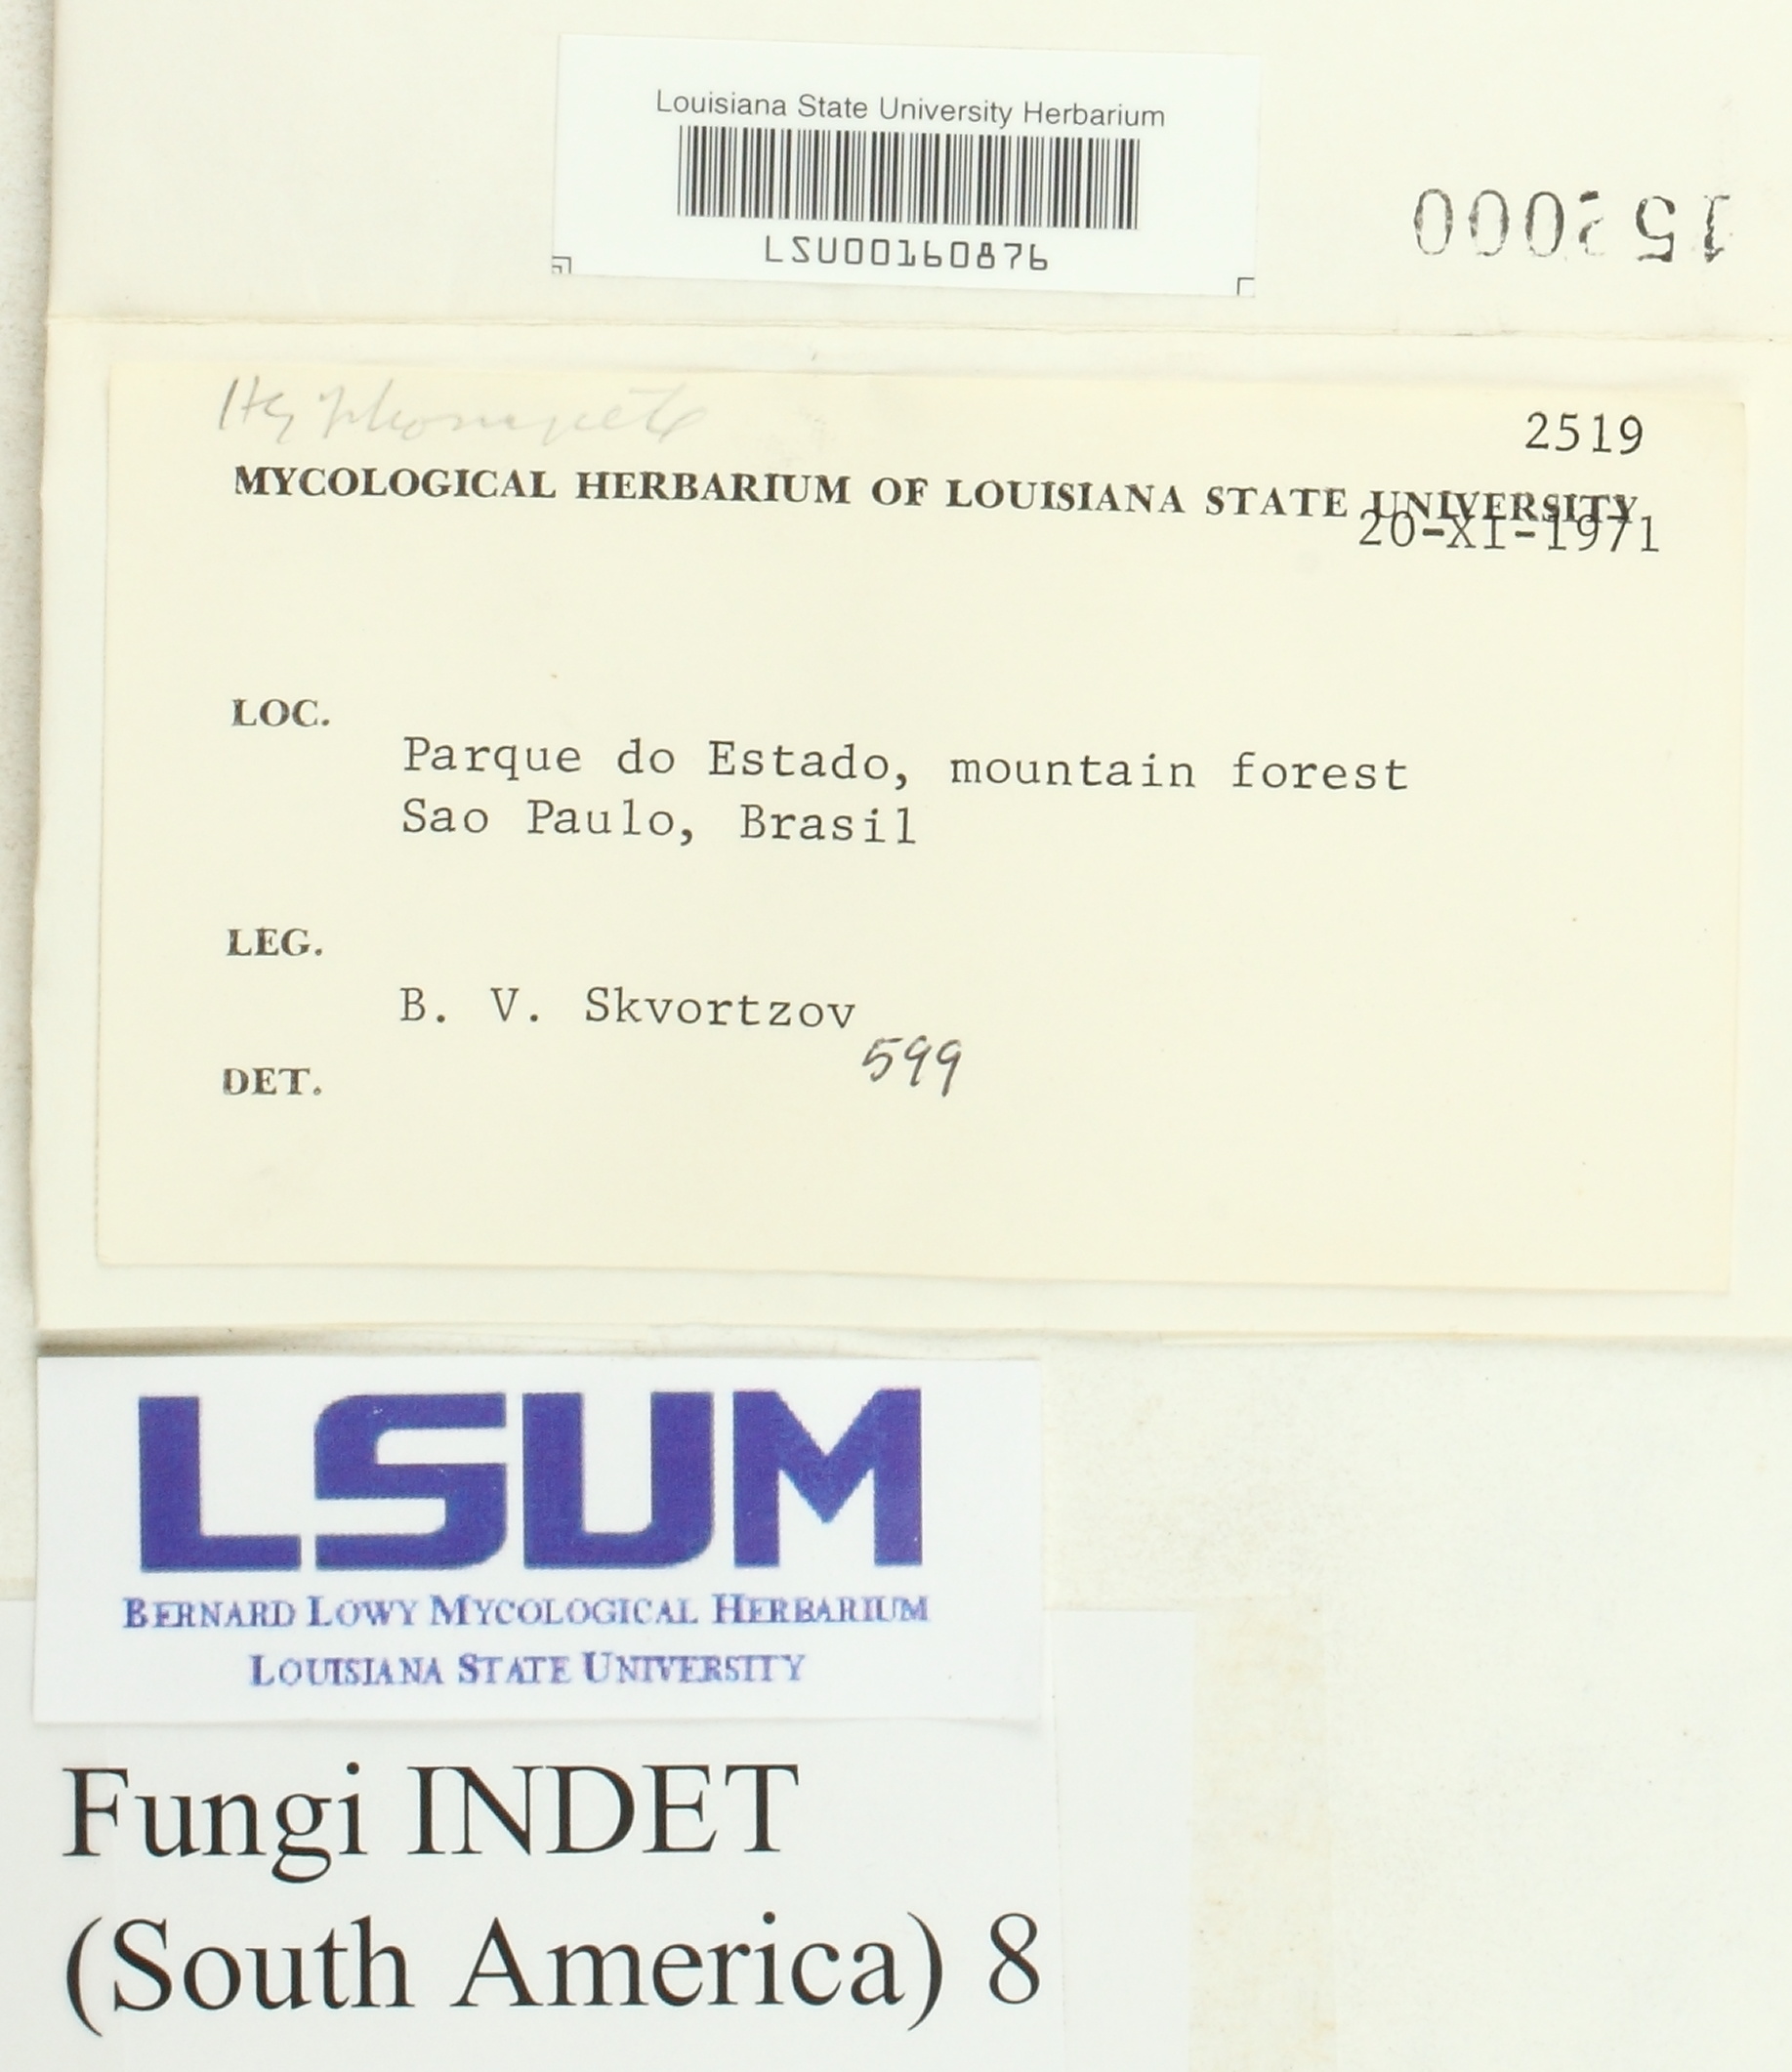 Louisiana State University Herbarium
LSU00160876
2519
MYCOLOGICAL HERBARIUM OF LOUISIANA STATE UNIVERSITY
20-XI-1971
LOC.
Parque do Estado, mountain forest
Sao Paulo, Brasil
LEG.
B. V. Skvortzov
599
DET.
LSUM
BERNARD LOWY MYCOLOGICAL HERBARIUM
LOUISIANA STATE UNIVERSITY
Fungi INDET
(South America) 8